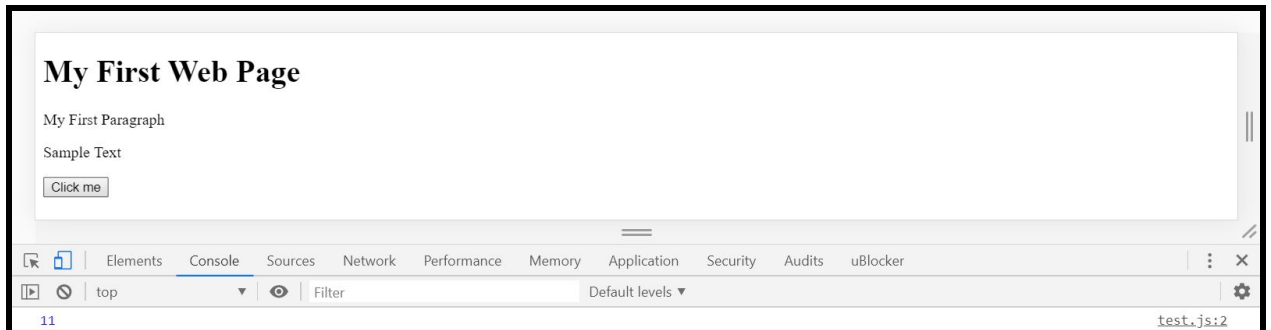 My First Web Page
My First Paragraph
Sample Text
Click me
Elements Console Sources Network Performance Memory Application Security Audits uBlocker
top Filter Default levels
11 test.js:2